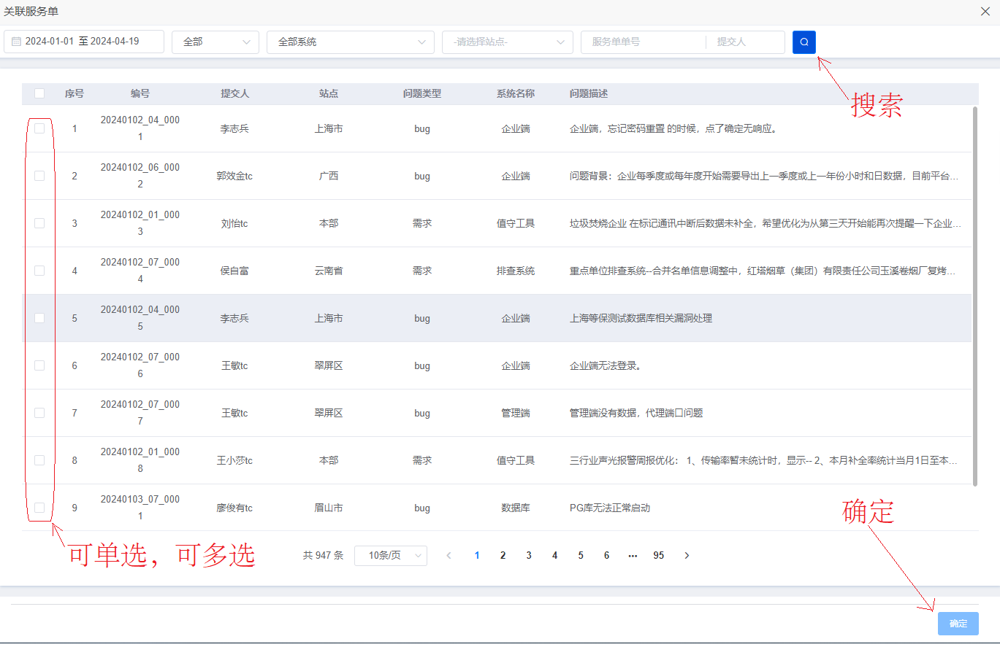 关联服务单
2024-01-01 至 2024-04-19 全部 全部系统 -请选择站点- 服务单单号 提交人
搜索
序号 编号 提交人 站点 问题类型 系统名称 问题描述
1 20240102_04_0001 李志兵 上海市 bug 企业端 企业端，忘记密码重置 的时候，点了确定无响应。
2 20240102_06_0002 郭效金tc 广西 bug 企业端 问题背景：企业每季度或每年度开始需要导出上一季度或上一年份小时和日数据，目前平台...
3 20240102_01_0003 刘怡tc 本部 需求 值守工具 垃圾焚烧企业 在标记通讯中断后数据未补全，希望优化为从第三天开始能再次提醒一下企业...
4 20240102_07_0004 侯自富 云南省 需求 排查系统 重点单位排查系统--合并名单信息调整中，红塔烟草（集团）有限责任公司玉溪卷烟厂复烤...
5 20240102_04_0005 李志兵 上海市 bug 企业端 上海等保测试数据库相关漏洞处理
6 20240102_07_0006 王敏tc 翠屏区 bug 企业端 企业端无法登录。
7 20240102_07_0007 王敏tc 翠屏区 bug 管理端 管理端没有数据，代理端口问题
8 20240102_01_0008 王小莎tc 本部 需求 值守工具 三行业声光报警周报优化： 1、传输率暂未统计时，显示-- 2、本月补全率统计当月1日至本...
9 20240103_07_0001 廖俊有tc 眉山市 bug 数据库 PG库无法正常启动
确定
可单选，可多选
共 947 条 10条/页 1 2 3 4 5 6 ... 95
确定